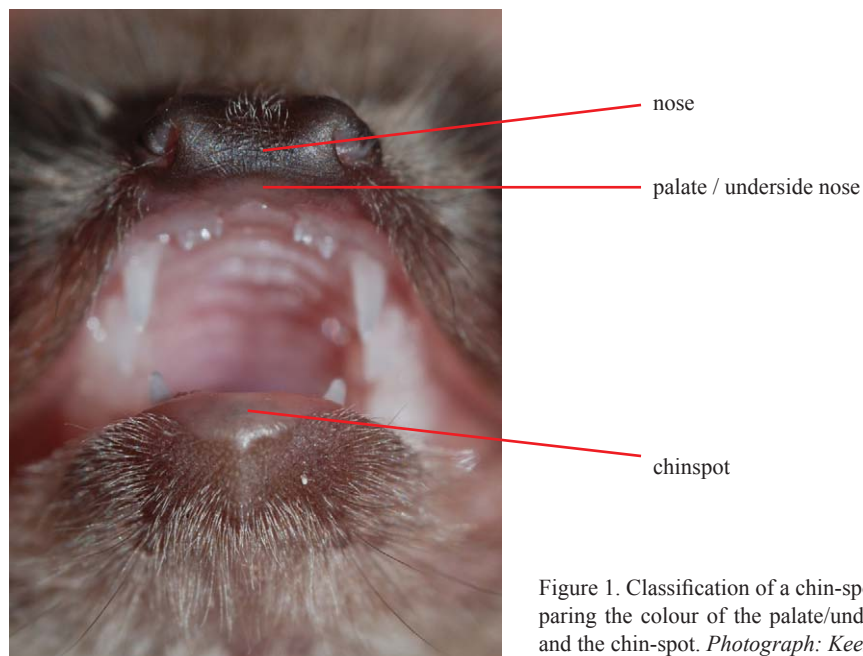 nose
palate / underside nose
chinspot
Figure 1. Classification of a chin-sp
paring the colour of the palate/und
and the chin-spot. Photograph: Kee